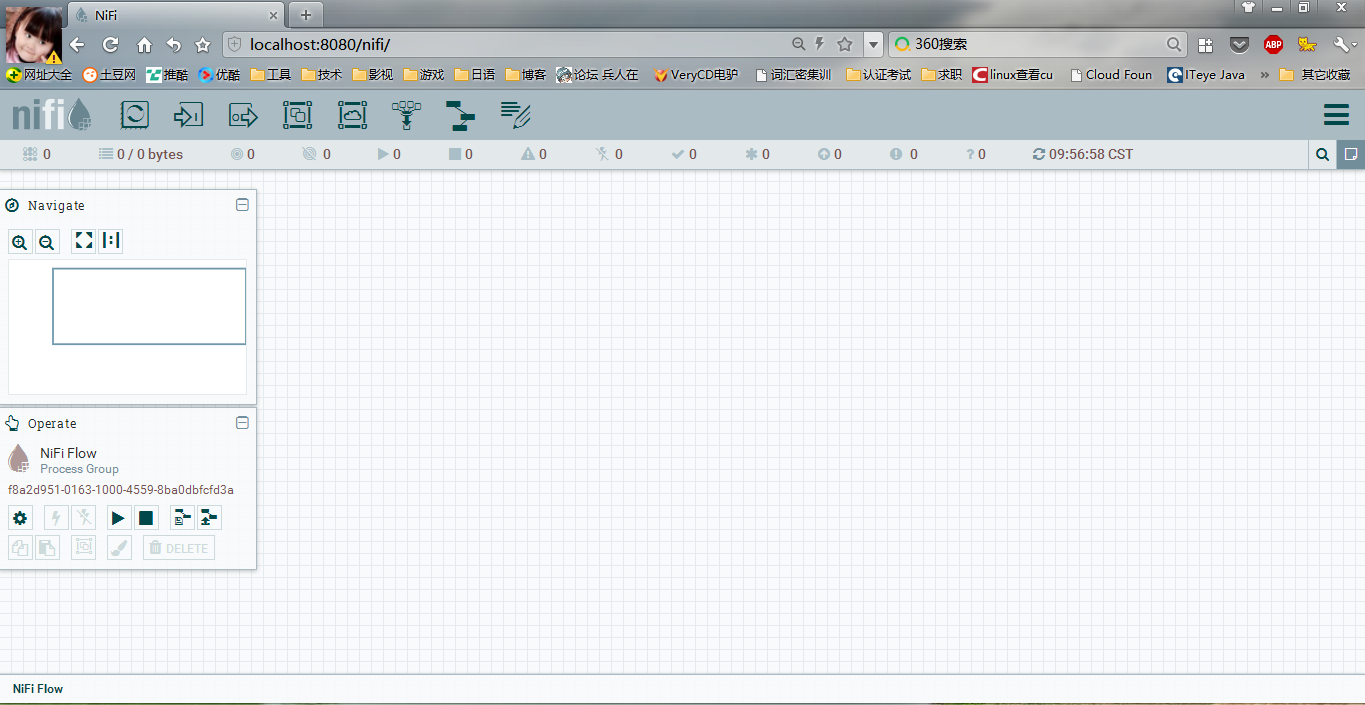 NiFi
localhost:8080/nifi/
360搜索
网址大全 土豆网 推酷 优酷 工具 技术 影视 游戏 日语 博客 论坛 兵人在 VeryCD电驴 词汇密集训 认证考试 求职 linux查看cu Cloud Foun ITeye Java » 其它收藏
ABP
nifi
0 0 / 0 bytes 0 0 0 0 0 0 0 0 0 0 ? 0 09:56:58 CST
Navigate
Operate
NiFi Flow
Process Group
f8a2d951-0163-1000-4559-8ba0dbfcfd3a
DELETE
NiFi Flow